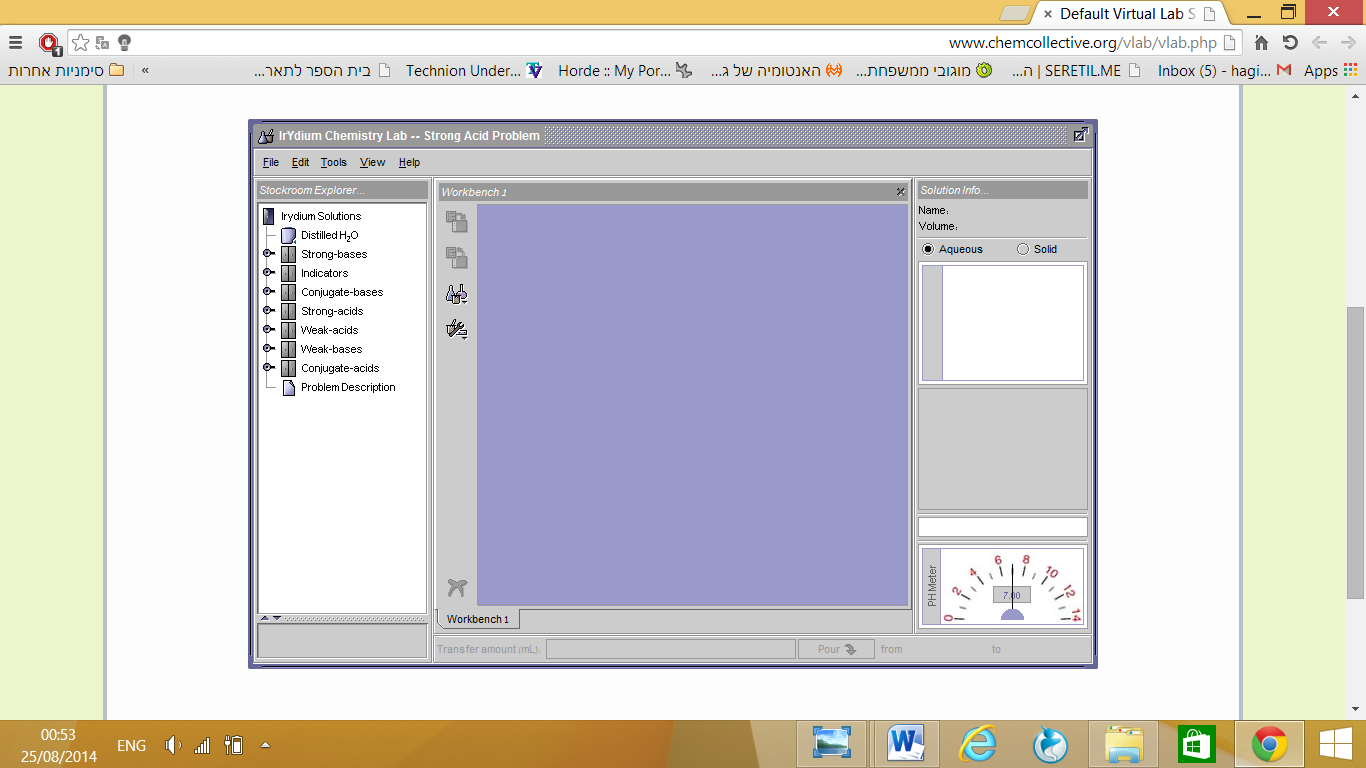 Default Virtual Lab S
www.chemcollective.org/vlab/vlab.php
1
Apps
Inbox (5) - hagi...
SERETIL.ME | ה...
מוגובי ממשפחת...
האנטומיה של ג...
Horde :: My Por...
Technion Under...
בית הספר לתאר...
»
סימניות אחרות
IrYdium Chemistry Lab -- Strong Acid Problem
File Edit Tools View Help
Stockroom Explorer...
Irydium Solutions
Distilled H₂O
Strong-bases
Indicators
Conjugate-bases
Strong-acids
Weak-acids
Weak-bases
Conjugate-acids
Problem Description
Workbench 1
Workbench 1
Transfer amount (mL):
Pour
from
to
Solution Info...
Name:
Volume:
Aqueous
Solid
PH Meter
0 2 4 6 8 10 12 14
7.00
00:53
25/08/2014
ENG